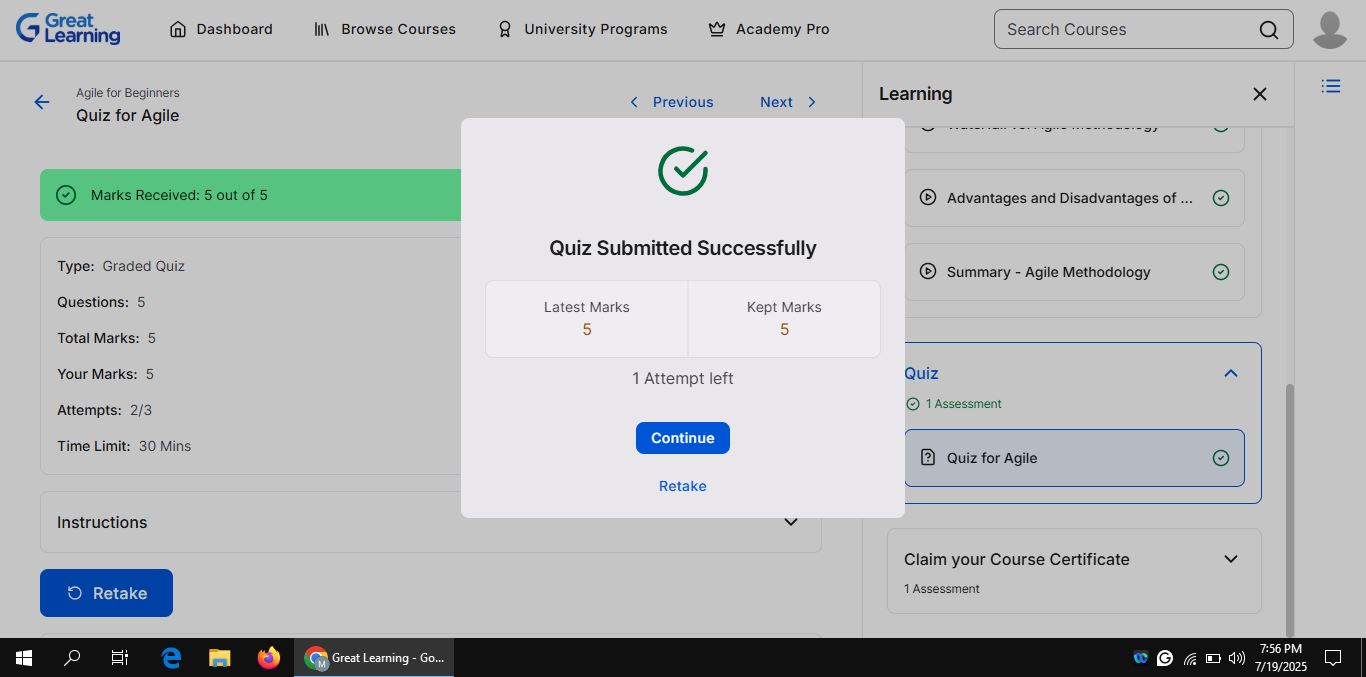 Great Learning
Dashboard
Browse Courses
University Programs
Academy Pro
Search Courses
Agile for Beginners
Quiz for Agile
Previous
Next
Learning
Marks Received: 5 out of 5
Type: Graded Quiz
Questions: 5
Total Marks: 5
Your Marks: 5
Attempts: 2/3
Time Limit: 30 Mins
Instructions
Retake
Quiz Submitted Successfully
Latest Marks
5
Kept Marks
5
1 Attempt left
Continue
Retake
Waterfall vs. Agile Methodology
Advantages and Disadvantages of ...
Summary - Agile Methodology
Quiz
1 Assessment
Quiz for Agile
Claim your Course Certificate
1 Assessment
M
Great Learning - Go...
7:56 PM
7/19/2025